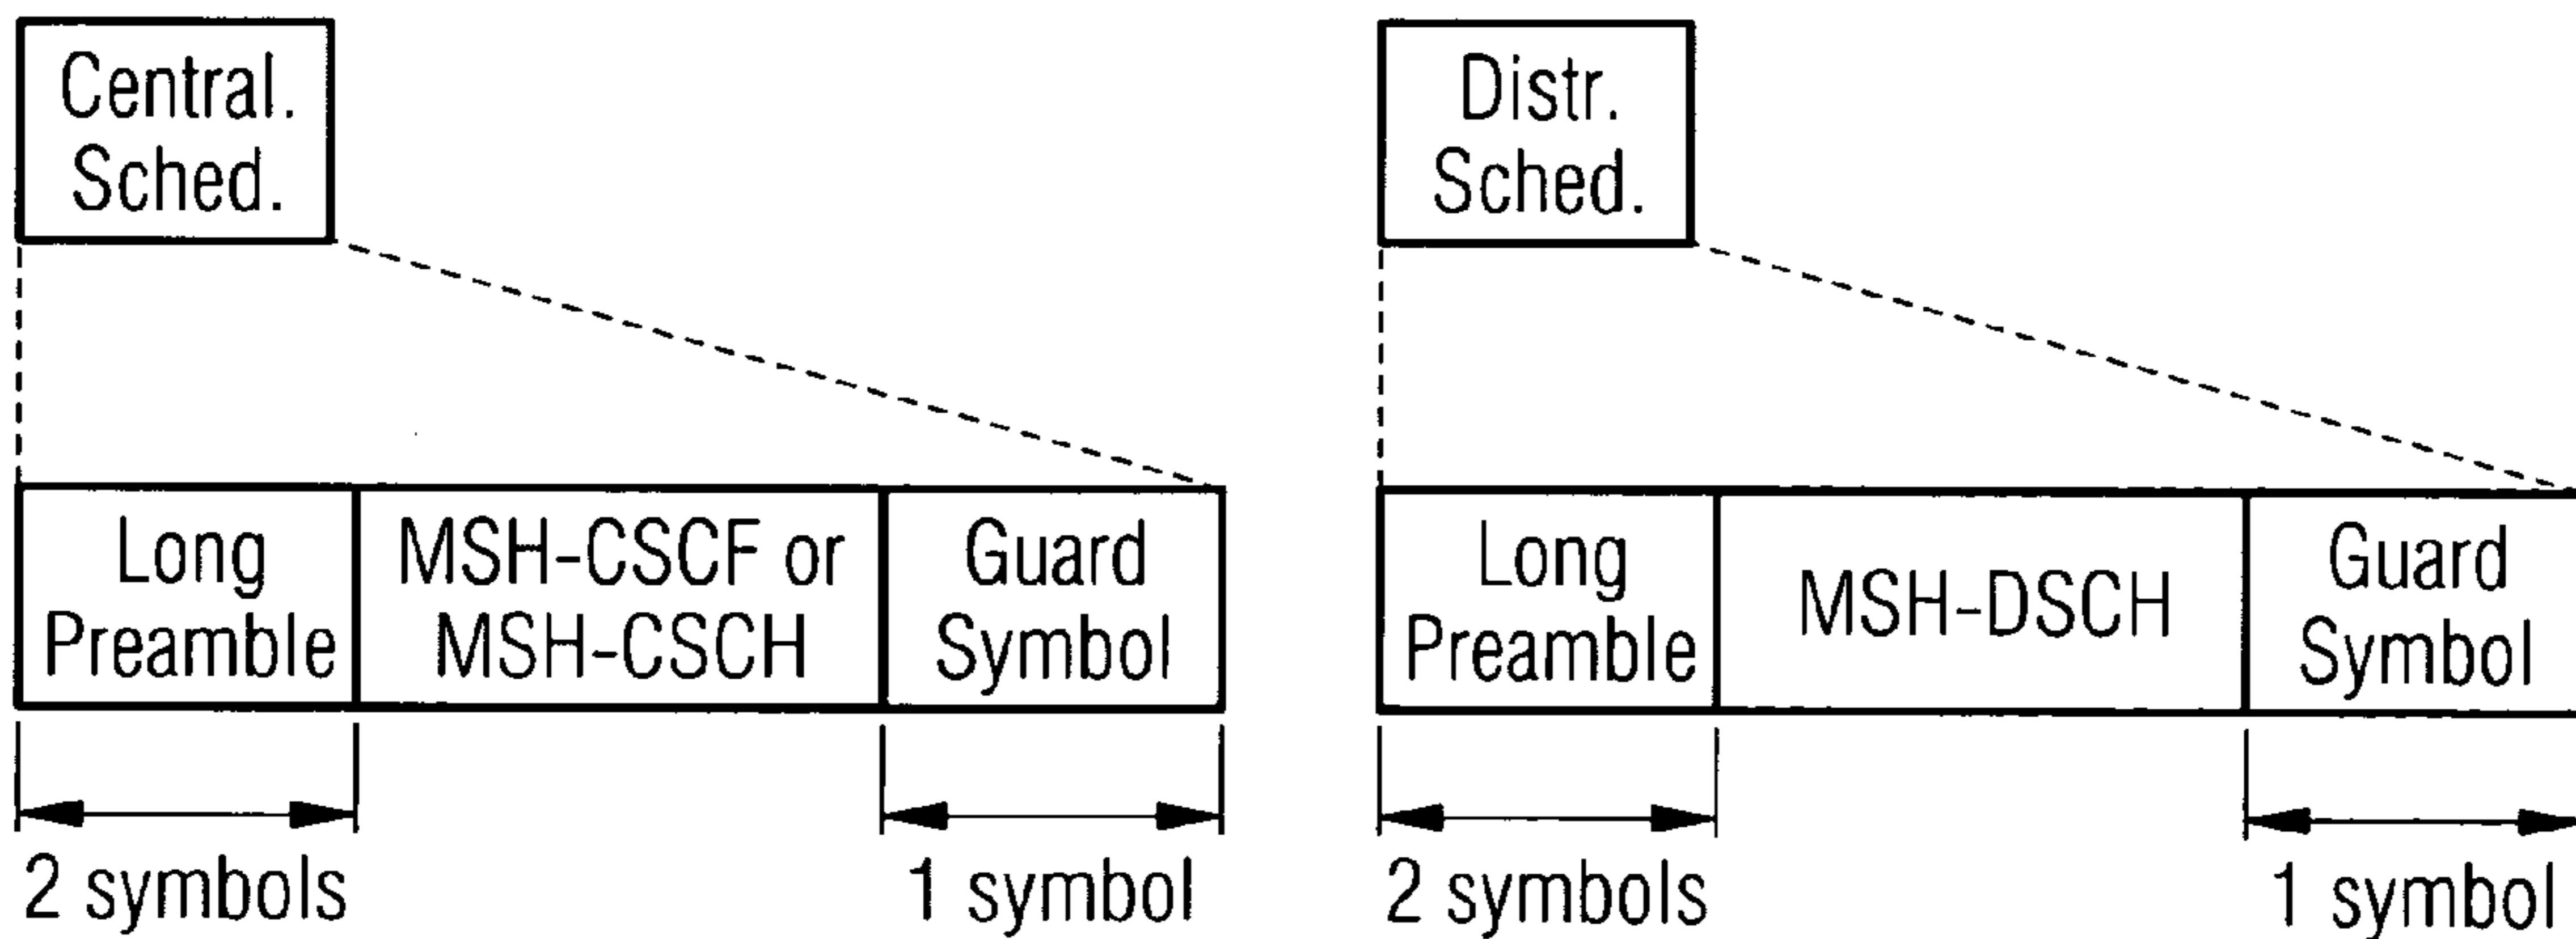 Central.
Sched.
Distr.
Sched.
Long
Preamble
MSH-CSCF or
MSH-CSCH
Guard
Symbol
Long
Preamble
MSH-DSCH
Guard
Symbol
2 symbols
1 symbol
2 symbols
1 symbol